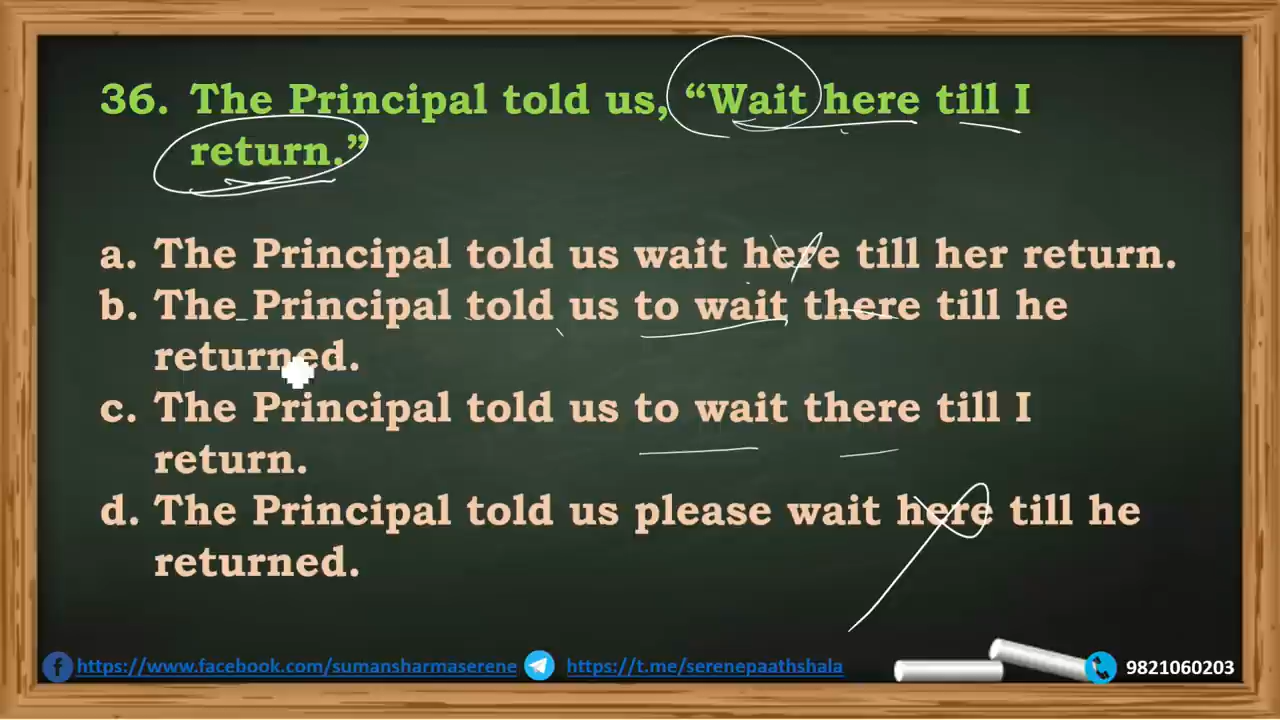 36. The Principal told us, “Wait here till I
return.”
a. The Principal told us wait here till her return.
b. The Principal told us to wait there till he
returned.
c. The Principal told us to wait there till I
return.
d. The Principal told us please wait here till he
returned.
https://www.facebook.com/sumansharmaserene https://t.me/serenepaathshala 9821060203